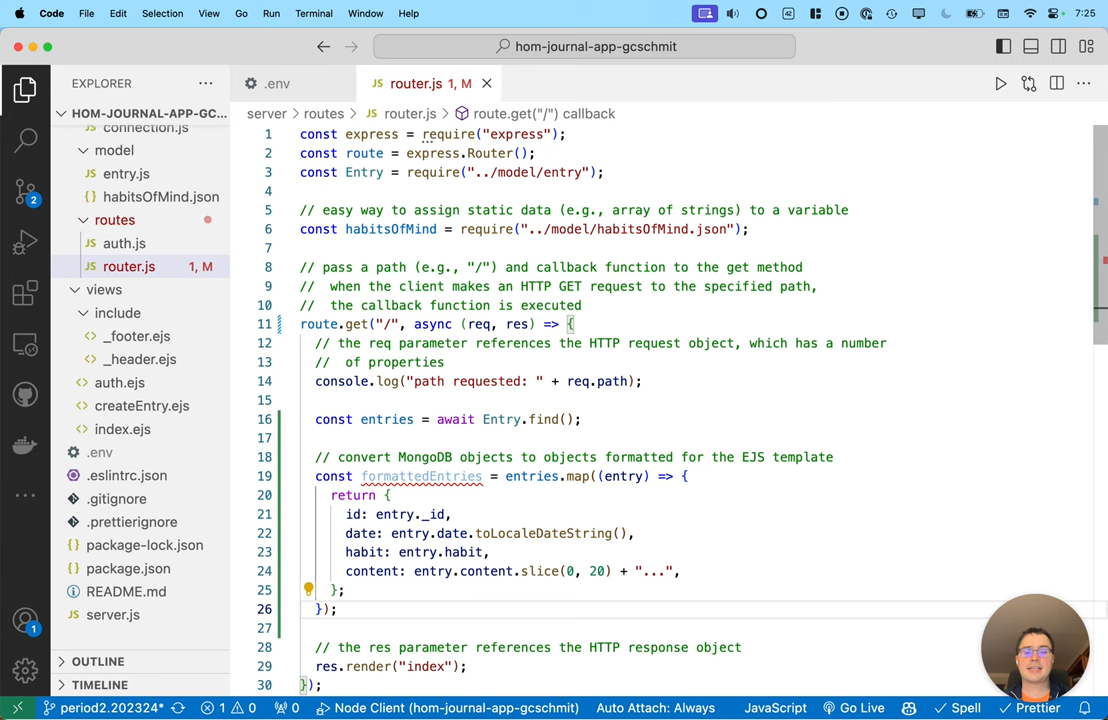 Code File Edit Selection View Go Run Terminal Window Help 7:25
hom-journal-app-gcschmit
EXPLORER
.env
router.js 1, M
HOM-JOURNAL-APP-GC...
server > routes > JS router.js > route.get("/") callback
connection.js
model
JS entry.js
{} habitsOfMind.json
routes
JS auth.js
JS router.js 1, M
views
include
<> _footer.ejs
<> _header.ejs
<> auth.ejs
<> createEntry.ejs
<> index.ejs
.env
.eslintrc.json
.gitignore
.prettierignore
{} package-lock.json
{} package.json
README.md
JS server.js
OUTLINE
TIMELINE
2
1
1 const express = require("express");
2 const route = express.Router();
3 const Entry = require("../model/entry");
4
5 // easy way to assign static data (e.g., array of strings) to a variable
6 const habitsOfMind = require("../model/habitsOfMind.json");
7
8 // pass a path (e.g., "/") and callback function to the get method
9 // when the client makes an HTTP GET request to the specified path,
10 // the callback function is executed
11 route.get("/", async (req, res) => {
12 // the req parameter references the HTTP request object, which has a number
13 // of properties
14 console.log("path requested: " + req.path);
15
16 const entries = await Entry.find();
17
18 // convert MongoDB objects to objects formatted for the EJS template
19 const formattedEntries = entries.map((entry) => {
20 return {
21 id: entry._id,
22 date: entry.date.toLocaleDateString(),
23 habit: entry.habit,
24 content: entry.content.slice(0, 20) + "...",
25 };
26 });
27
28 // the res parameter references the HTTP response object
29 res.render("index");
30 });
period2.202324* 1 0 0 Node Client (hom-journal-app-gcschmit) Auto Attach: Always JavaScript Go Live Spell Prettier